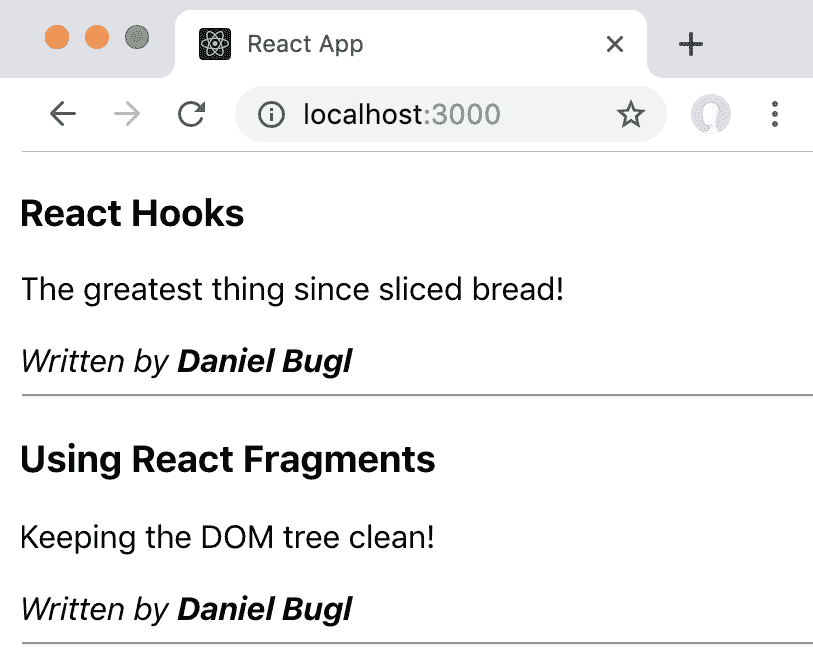 React App
localhost:3000
React Hooks
The greatest thing since sliced bread!
Written by Daniel Bugl
Using React Fragments
Keeping the DOM tree clean!
Written by Daniel Bugl